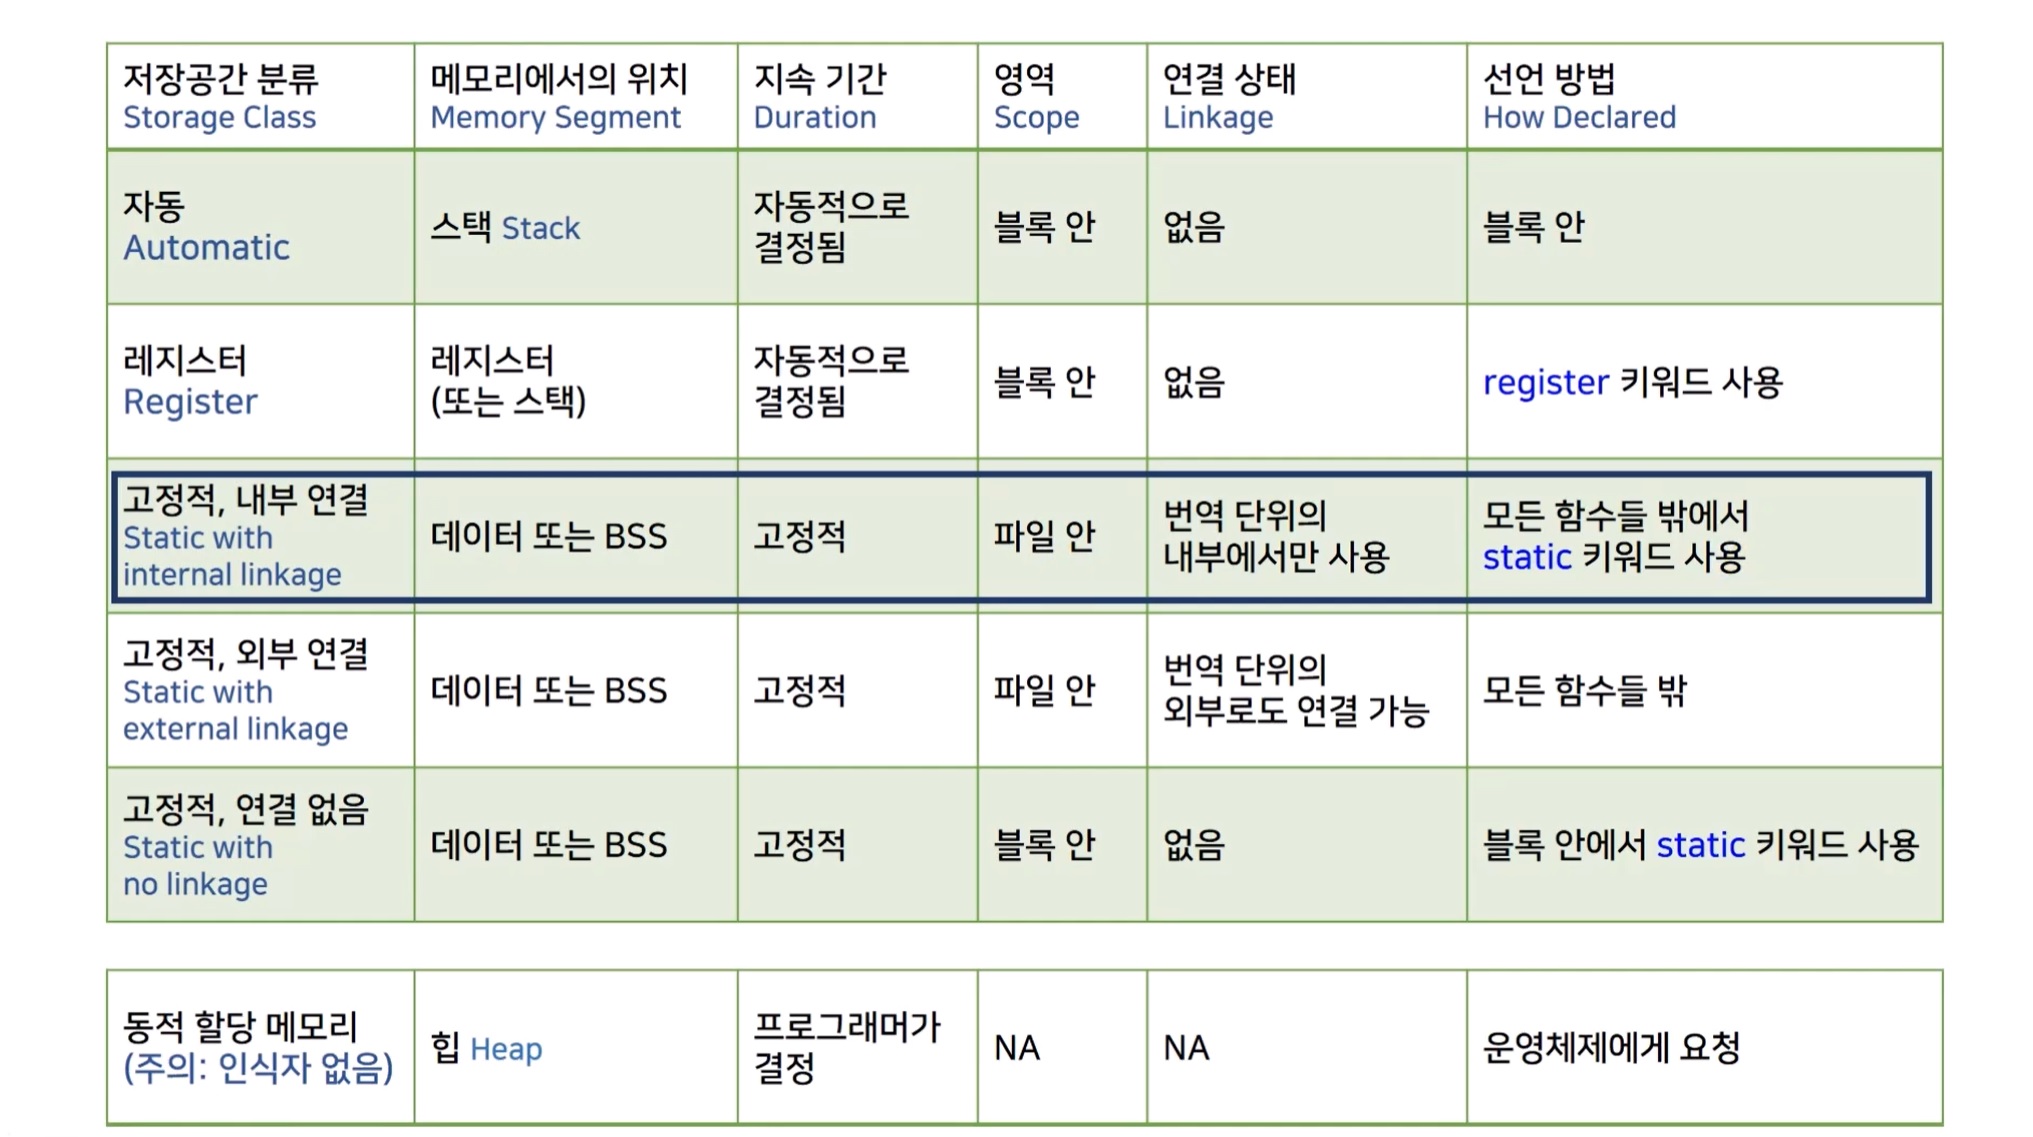 저장공간 분류
Storage Class
메모리에서의 위치
Memory Segment
지속 기간
Duration
영역
Scope
연결 상태
Linkage
선언 방법
How Declared
자동
Automatic
스택 Stack
자동적으로
결정됨
블록 안
없음
블록 안
레지스터
Register
레지스터
(또는 스택)
자동적으로
결정됨
블록 안
없음
register 키워드 사용
고정적, 내부 연결
Static with
internal linkage
데이터 또는 BSS
고정적
파일 안
번역 단위의
내부에서만 사용
모든 함수들 밖에서
static 키워드 사용
고정적, 외부 연결
Static with
external linkage
데이터 또는 BSS
고정적
파일 안
번역 단위의
외부로도 연결 가능
모든 함수들 밖
고정적, 연결 없음
Static with
no linkage
데이터 또는 BSS
고정적
블록 안
없음
블록 안에서 static 키워드 사용
동적 할당 메모리
(주의: 인식자 없음)
힙 Heap
프로그래머가
결정
NA
NA
운영체제에게 요청